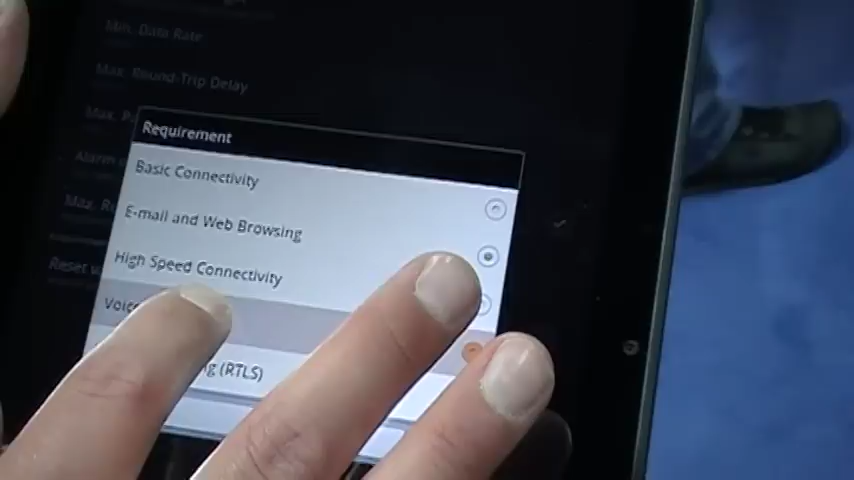 Min. Data Rate
Max. Round-Trip Delay
Max.
Requirement
Basic Connectivity
Alarm
E-mail and Web Browsing
Max.
High Speed Connectivity
Reset
(RTLS)